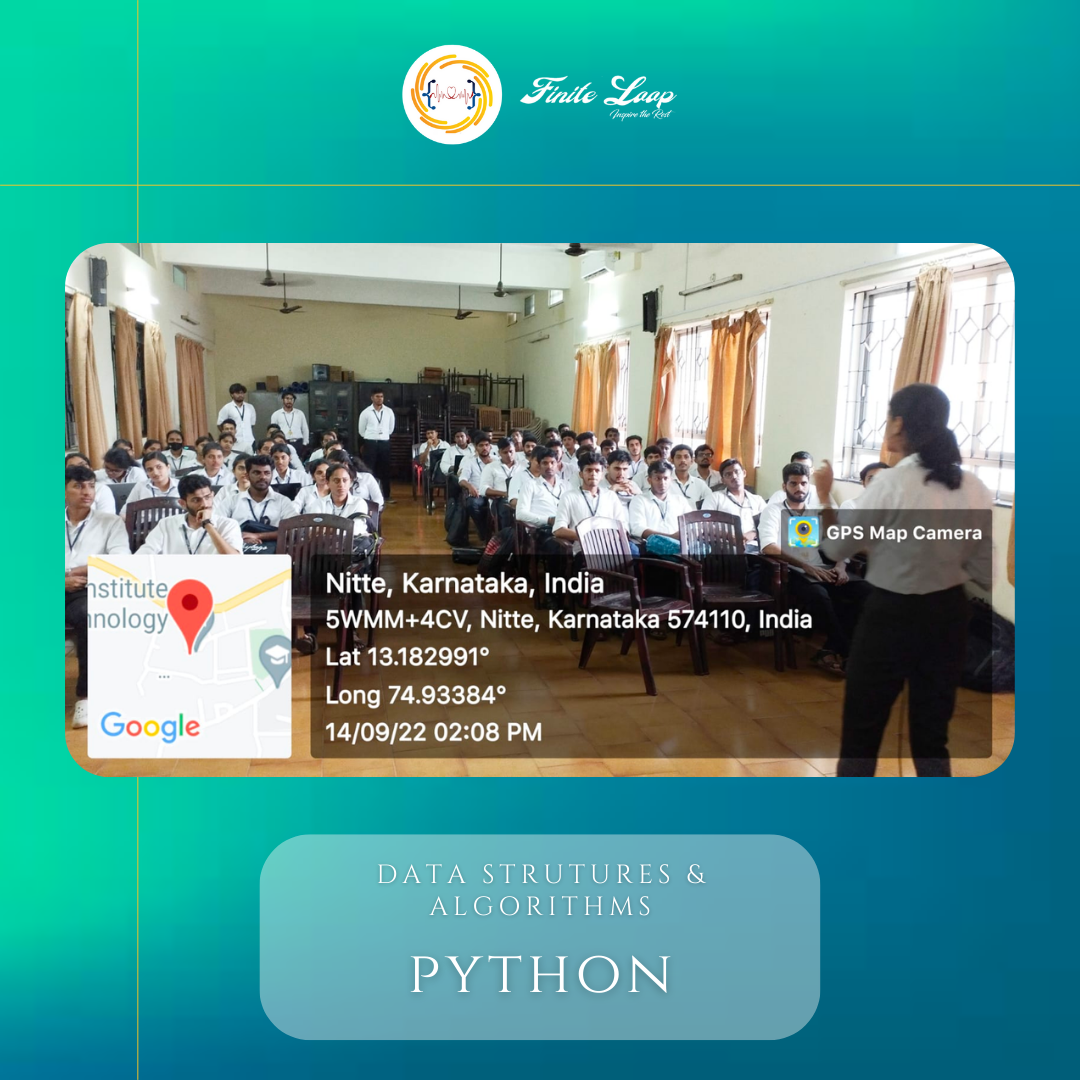 Finite Loop
Inspire the Rest
GPS Map Camera
nstitute
nology
Google
Nitte, Karnataka, India
5WMM+4CV, Nitte, Karnataka 574110, India
Lat 13.182991°
Long 74.93384°
14/09/22 02:08 PM
DATA STRUTURES &
ALGORITHMS
PYTHON